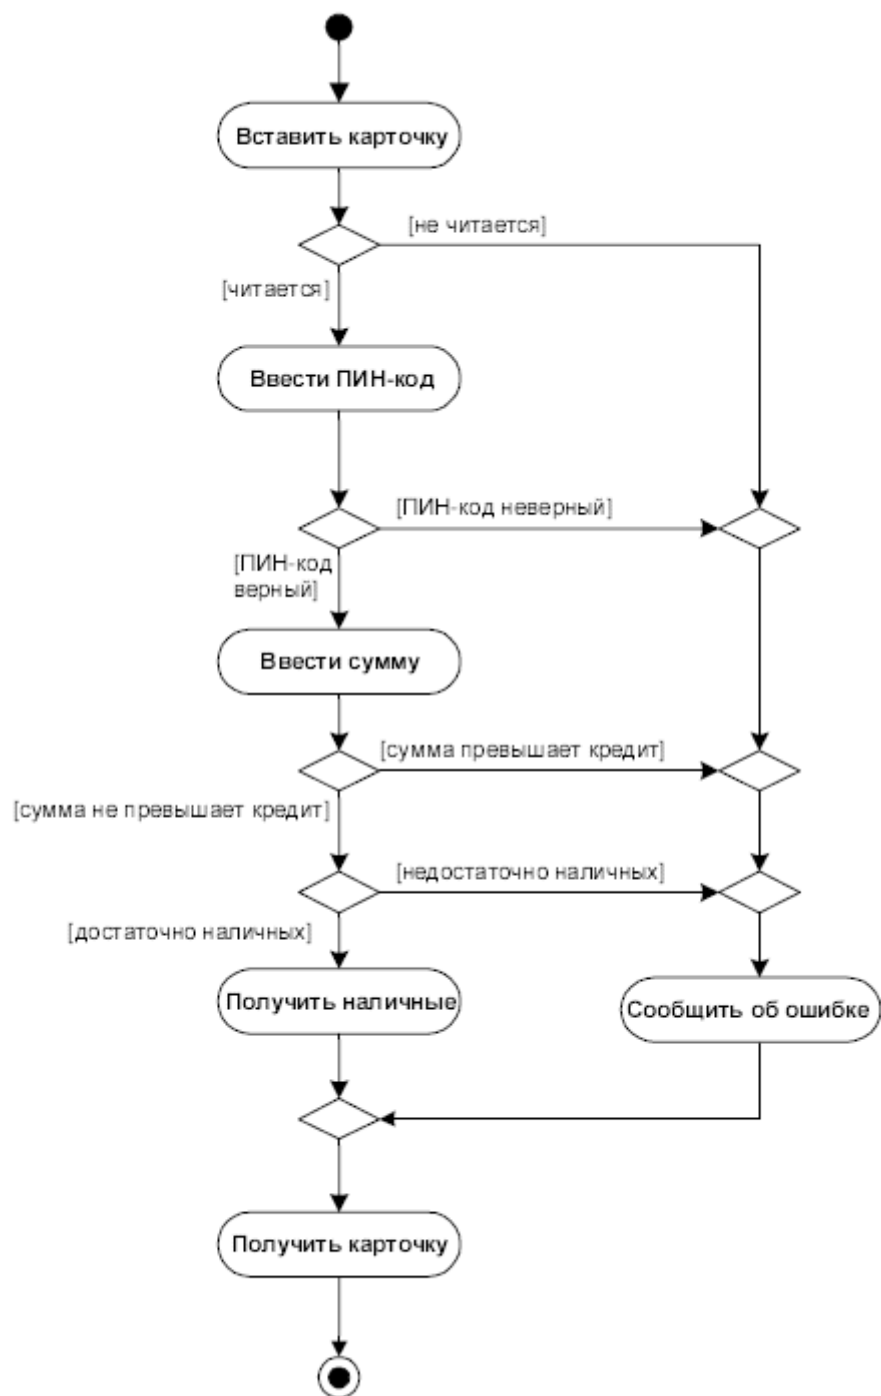 Вставить карточку
[не читается]
[читается]
Ввести ПИН-код
[ПИН-код неверный]
[ПИН-код
верный]
Ввести сумму
[сумма превышает кредит]
[сумма не превышает кредит]
[недостаточно наличных]
[достаточно наличных]
Получить наличные
Сообщить об ошибке
Получить карточку